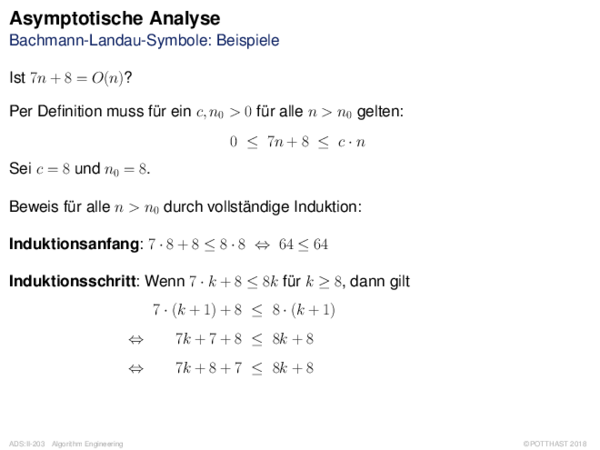 Asymptotische Analyse
Bachmann-Landau-Symbole: Beispiele
Ist 7n + 8 = O(n)?
Per Definition muss für ein c, n₀ > 0 für alle n > n₀ gelten:
0 ≤ 7n + 8 ≤ c · n
Sei c = 8 und n₀ = 8.
Beweis für alle n > n₀ durch vollständige Induktion:
Induktionsanfang: 7 · 8 + 8 ≤ 8 · 8 ⇔ 64 ≤ 64
Induktionsschritt: Wenn 7 · k + 8 ≤ 8k für k ≥ 8, dann gilt
7 · (k + 1) + 8 ≤ 8 · (k + 1)
⇔ 7k + 7 + 8 ≤ 8k + 8
⇔ 7k + 8 + 7 ≤ 8k + 8
ADS:II-203 Algorithm Engineering © POTTHAST 2018